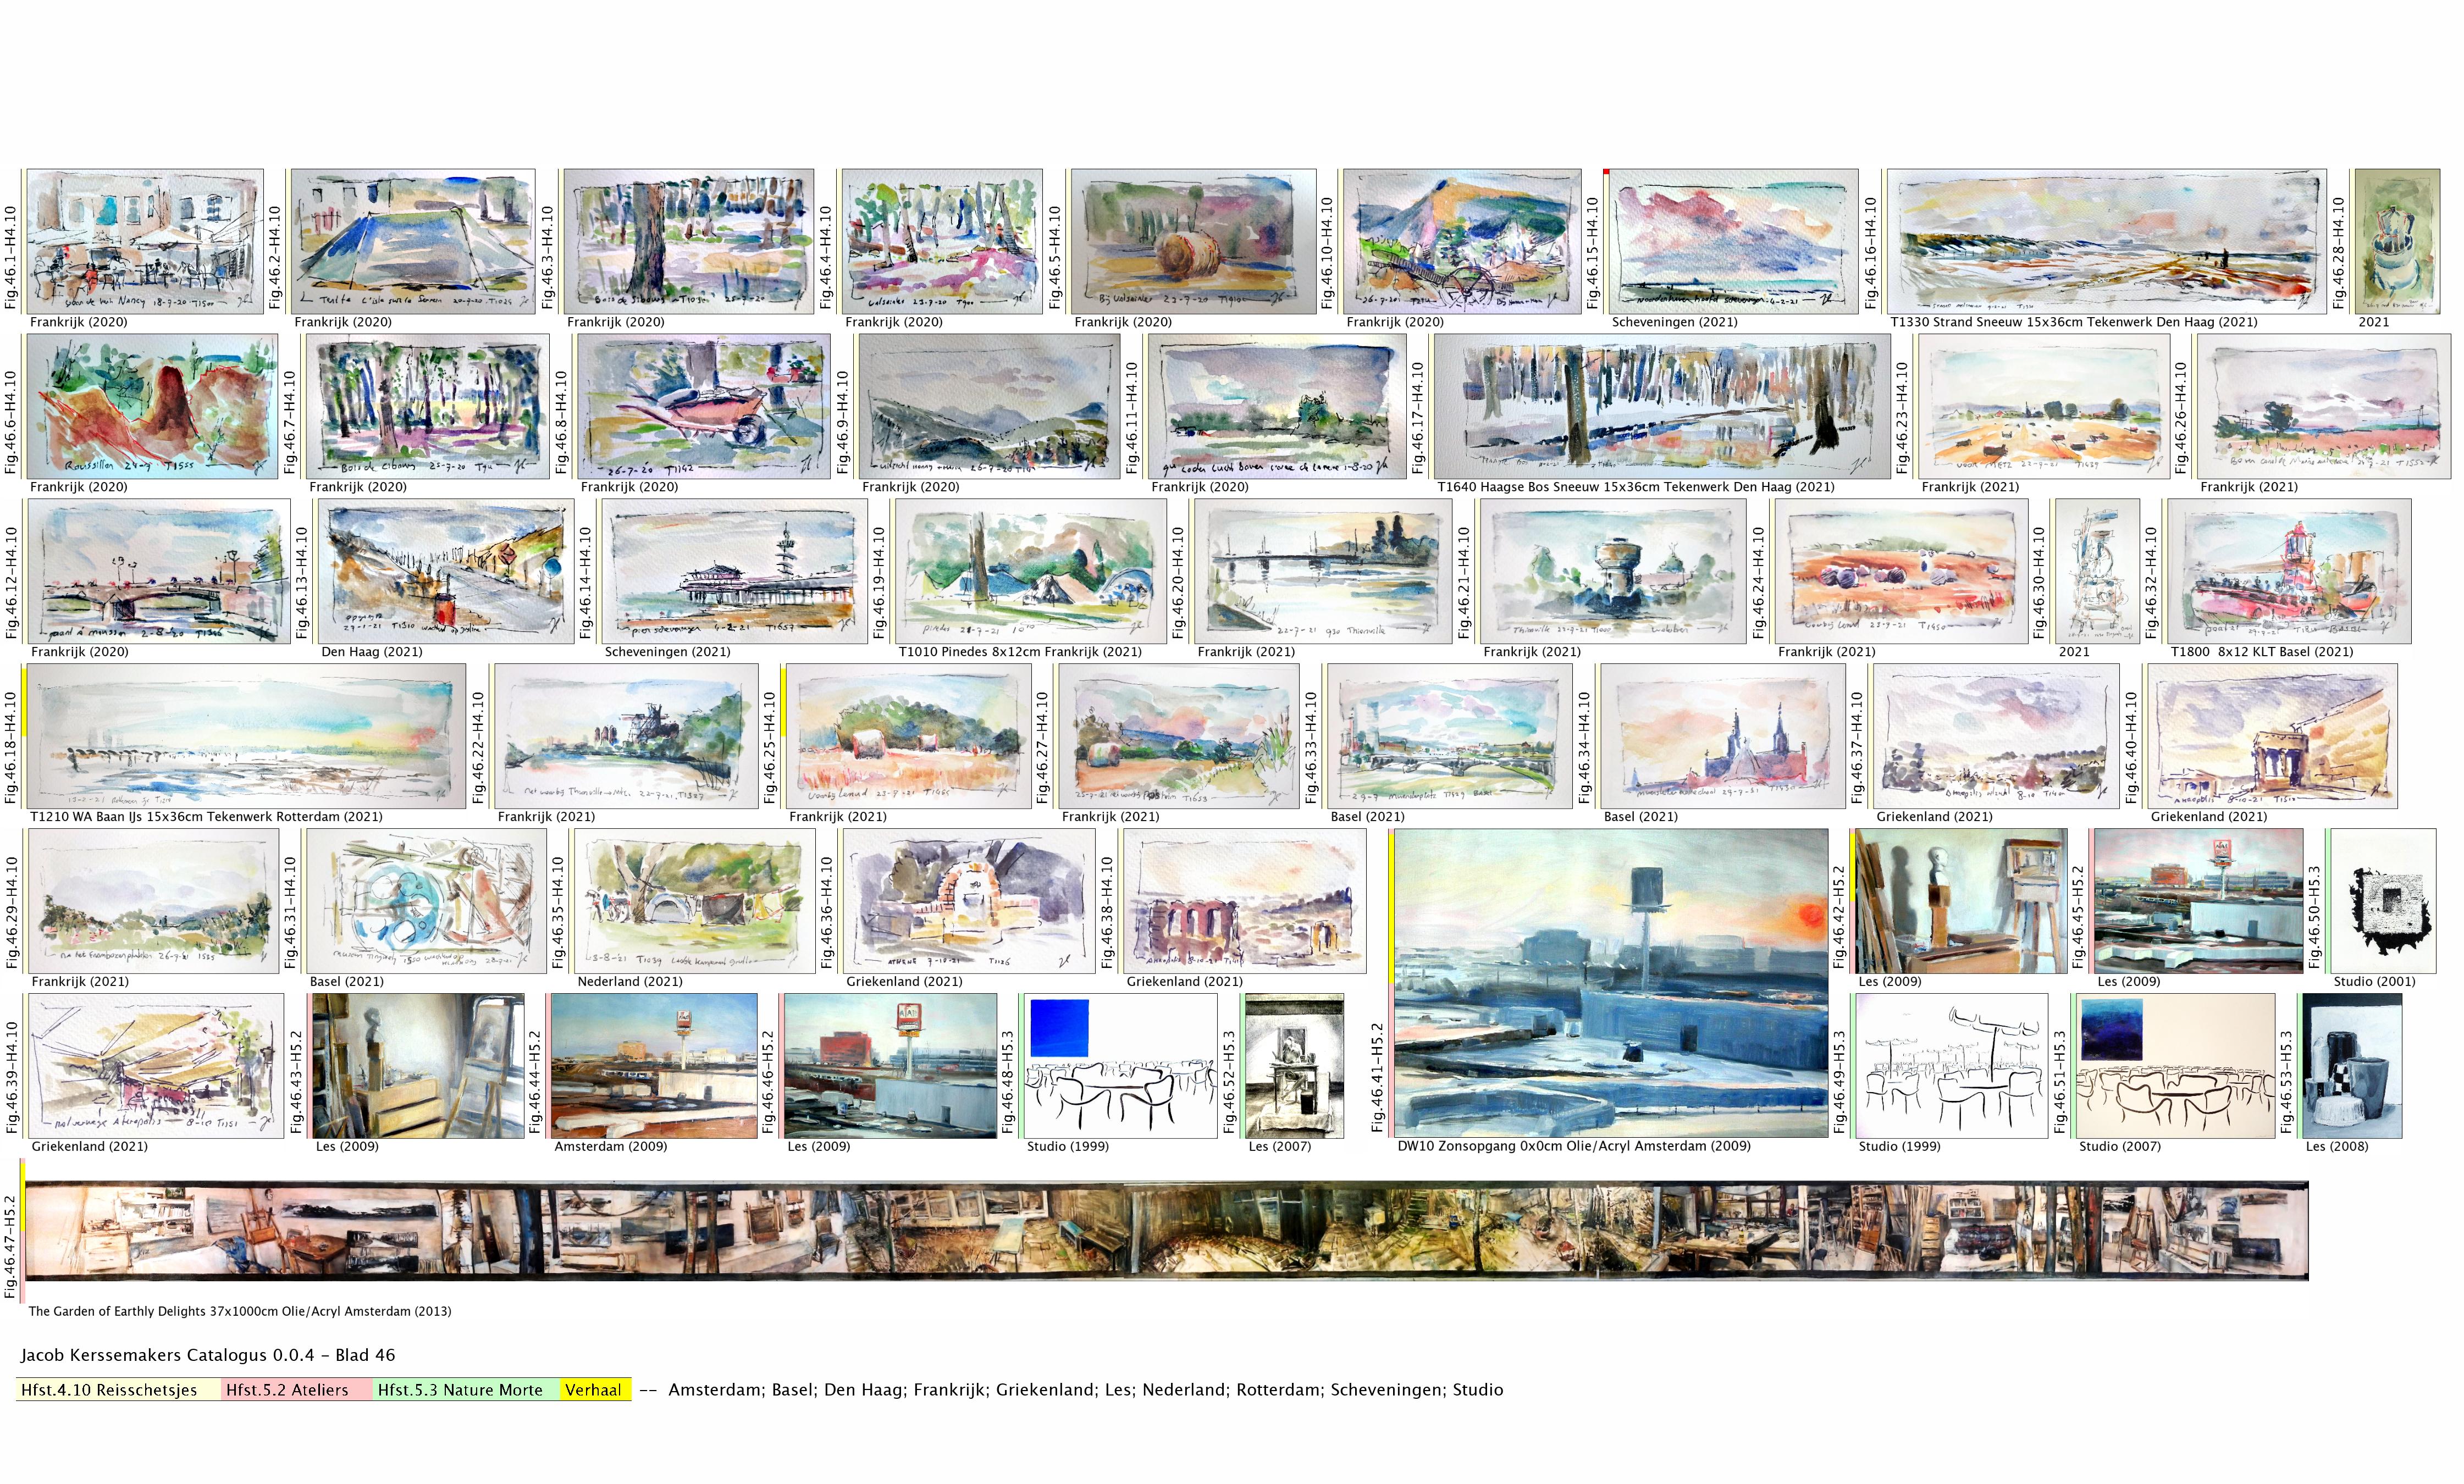 Fig.46.1-H4.10
Frankrijk (2020)
Fig.46.2-H4.10
Frankrijk (2020)
Fig.46.3-H4.10
Frankrijk (2020)
Fig.46.4-H4.10
Frankrijk (2020)
Fig.46.5-H4.10
Frankrijk (2020)
Fig.46.10-H4.10
Frankrijk (2020)
Fig.46.15-H4.10
Scheveningen (2021)
Fig.46.16-H4.10
T1330 Strand Sneeuw 15x36cm Tekenwerk Den Haag (2021)
Fig.46.28-H4.10
2021
Fig.46.6-H4.10
Frankrijk (2020)
Fig.46.7-H4.10
Frankrijk (2020)
Fig.46.8-H4.10
26-7-20 T1142
Frankrijk (2020)
Fig.46.9-H4.10
Frankrijk (2020)
Fig.46.11-H4.10
Frankrijk (2020)
Fig.46.17-H4.10
T1640 Haagse Bos Sneeuw 15x36cm Tekenwerk Den Haag (2021)
Fig.46.23-H4.10
Frankrijk (2021)
Fig.46.26-H4.10
Frankrijk (2021)
Fig.46.12-H4.10
Frankrijk (2020)
Fig.46.13-H4.10
Den Haag (2021)
Fig.46.14-H4.10
pier scheveningen 4-2-21 T1657
Scheveningen (2021)
Fig.46.19-H4.10
T1010 Pinedes 8x12cm Frankrijk (2021)
Fig.46.20-H4.10
22-7-21 930 Thionville
Frankrijk (2021)
Fig.46.21-H4.10
Frankrijk (2021)
Fig.46.24-H4.10
Frankrijk (2021)
Fig.46.30-H4.10
2021
Fig.46.32-H4.10
T1800 8x12 KLT Basel (2021)
Fig.46.18-H4.10
T1210 WA Baan IJs 15x36cm Tekenwerk Rotterdam (2021)
Fig.46.22-H4.10
Frankrijk (2021)
Fig.46.25-H4.10
Frankrijk (2021)
Fig.46.27-H4.10
Frankrijk (2021)
Fig.46.33-H4.10
Basel (2021)
Fig.46.34-H4.10
Basel (2021)
Fig.46.37-H4.10
Griekenland (2021)
Fig.46.40-H4.10
Griekenland (2021)
Fig.46.29-H4.10
Frankrijk (2021)
Fig.46.31-H4.10
Basel (2021)
Fig.46.35-H4.10
Nederland (2021)
Fig.46.36-H4.10
ATHENE 7-10-21 T1126
Griekenland (2021)
Fig.46.38-H4.10
Griekenland (2021)
Fig.46.41-H5.2
DW10 Zonsopgang 0x0cm Olie/Acryl Amsterdam (2009)
Fig.46.42-H5.2
Les (2009)
Fig.46.45-H5.2
Les (2009)
Fig.46.50-H5.3
Studio (2001)
Fig.46.39-H4.10
Griekenland (2021)
Fig.46.43-H5.2
Les (2009)
Fig.46.44-H5.2
Amsterdam (2009)
Fig.46.46-H5.2
Les (2009)
Fig.46.48-H5.3
Studio (1999)
Fig.46.52-H5.3
Les (2007)
Fig.46.49-H5.3
Studio (1999)
Fig.46.51-H5.3
Studio (2007)
Fig.46.53-H5.3
Les (2008)
Fig.46.47-H5.2
The Garden of Earthly Delights 37x1000cm Olie/Acryl Amsterdam (2013)
Jacob Kerssemakers Catalogus 0.0.4 - Blad 46
Hfst.4.10 Reisschetsjes Hfst.5.2 Ateliers Hfst.5.3 Nature Morte Verhaal -- Amsterdam; Basel; Den Haag; Frankrijk; Griekenland; Les; Nederland; Rotterdam; Scheveningen; Studio